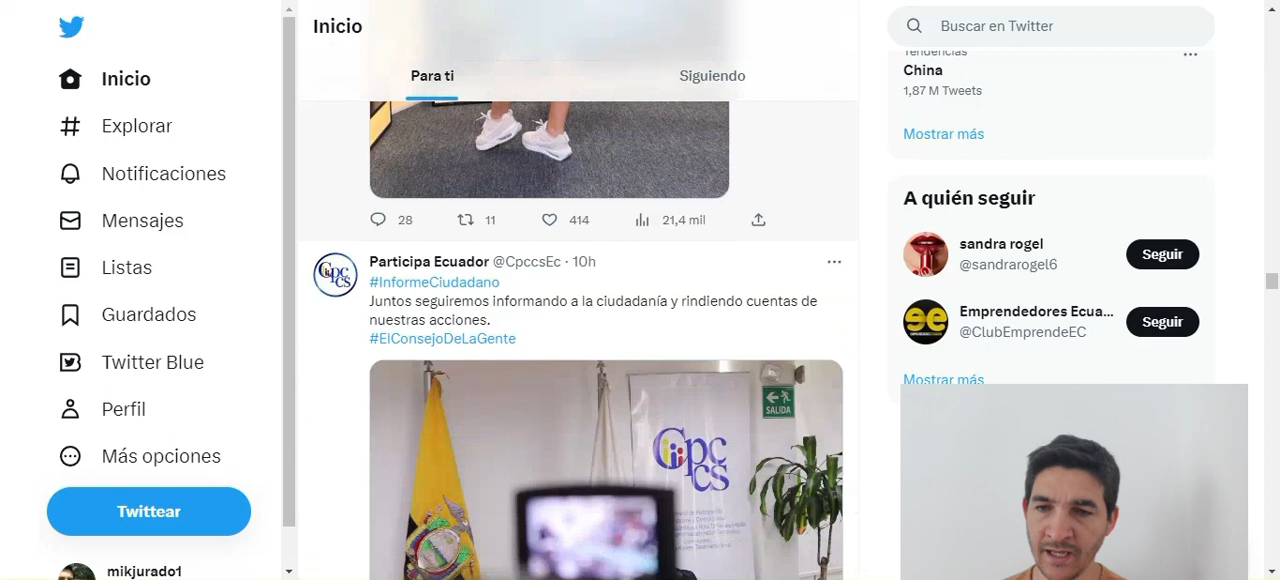 Inicio
Explorar
Notificaciones
Mensajes
Listas
Guardados
Twitter Blue
Perfil
Más opciones
Twittear
mikjurado1
Inicio
Para ti
Siguiendo
28
11
414
21,4 mil
Participa Ecuador @CpccsEc · 10h
#InformeCiudadano
Juntos seguiremos informando a la ciudadanía y rindiendo cuentas de
nuestras acciones.
#ElConsejoDeLaGente
SALIDA
Cpccs
Buscar en Twitter
Tendencias
China
1,87 M Tweets
Mostrar más
A quién seguir
sandra rogel
@sandrarogel6
Seguir
Emprendedores Ecua...
@ClubEmprendeEC
Seguir
Mostrar más